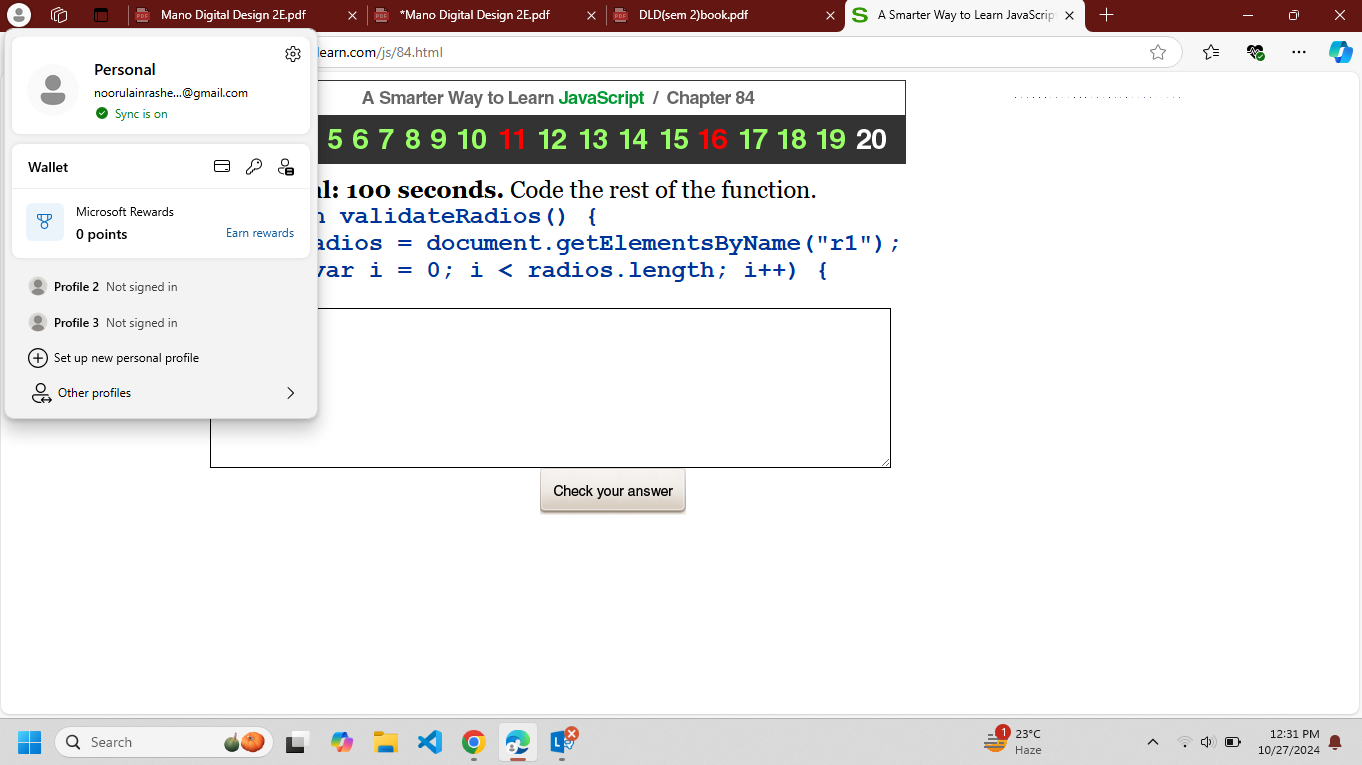 Mano Digital Design 2E.pdf
*Mano Digital Design 2E.pdf
DLD(sem 2)book.pdf
A Smarter Way to Learn JavaScrip
learn.com/js/84.html
Personal
noorulainrashe...@gmail.com
Sync is on
Wallet
Microsoft Rewards
0 points
Earn rewards
Profile 2 Not signed in
Profile 3 Not signed in
Set up new personal profile
Other profiles
A Smarter Way to Learn JavaScript / Chapter 84
5 6 7 8 9 10 11 12 13 14 15 16 17 18 19 20
l: 100 seconds. Code the rest of the function.
n validateRadios() {
adios = document.getElementsByName("r1");
var i = 0; i < radios.length; i++) {
Check your answer
Search
1
23°C
Haze
12:31 PM
10/27/2024